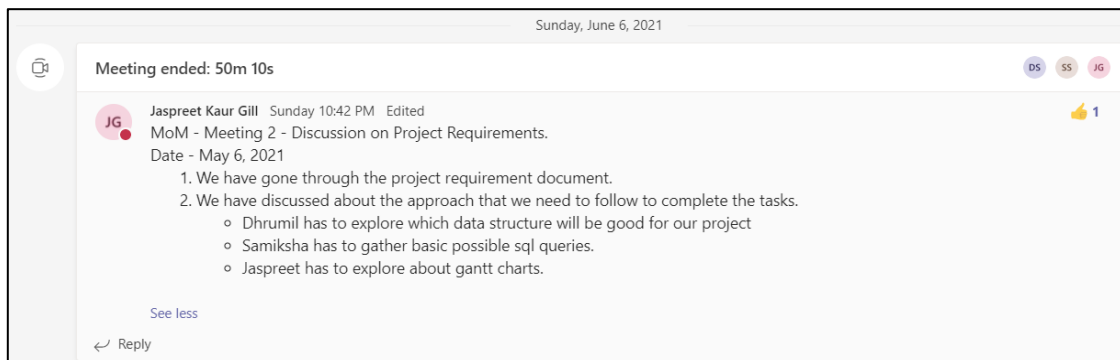 Sunday, June 6, 2021
Meeting ended: 50m 10s
DS SS JG
JG
Jaspreet Kaur Gill Sunday 10:42 PM Edited
1
MoM - Meeting 2 - Discussion on Project Requirements.
Date - May 6, 2021
1. We have gone through the project requirement document.
2. We have discussed about the approach that we need to follow to complete the tasks.
Dhrumil has to explore which data structure will be good for our project
Samiksha has to gather basic possible sql queries.
Jaspreet has to explore about gantt charts.
See less
Reply